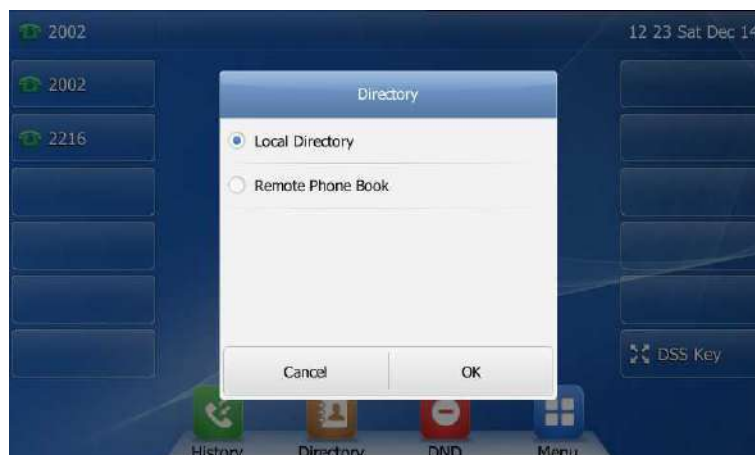 2002
12 23 Sat Dec 14
2002
Directory
2216
Local Directory
Remote Phone Book
Cancel
OK
DSS Key
History
Directory
DND
Menu